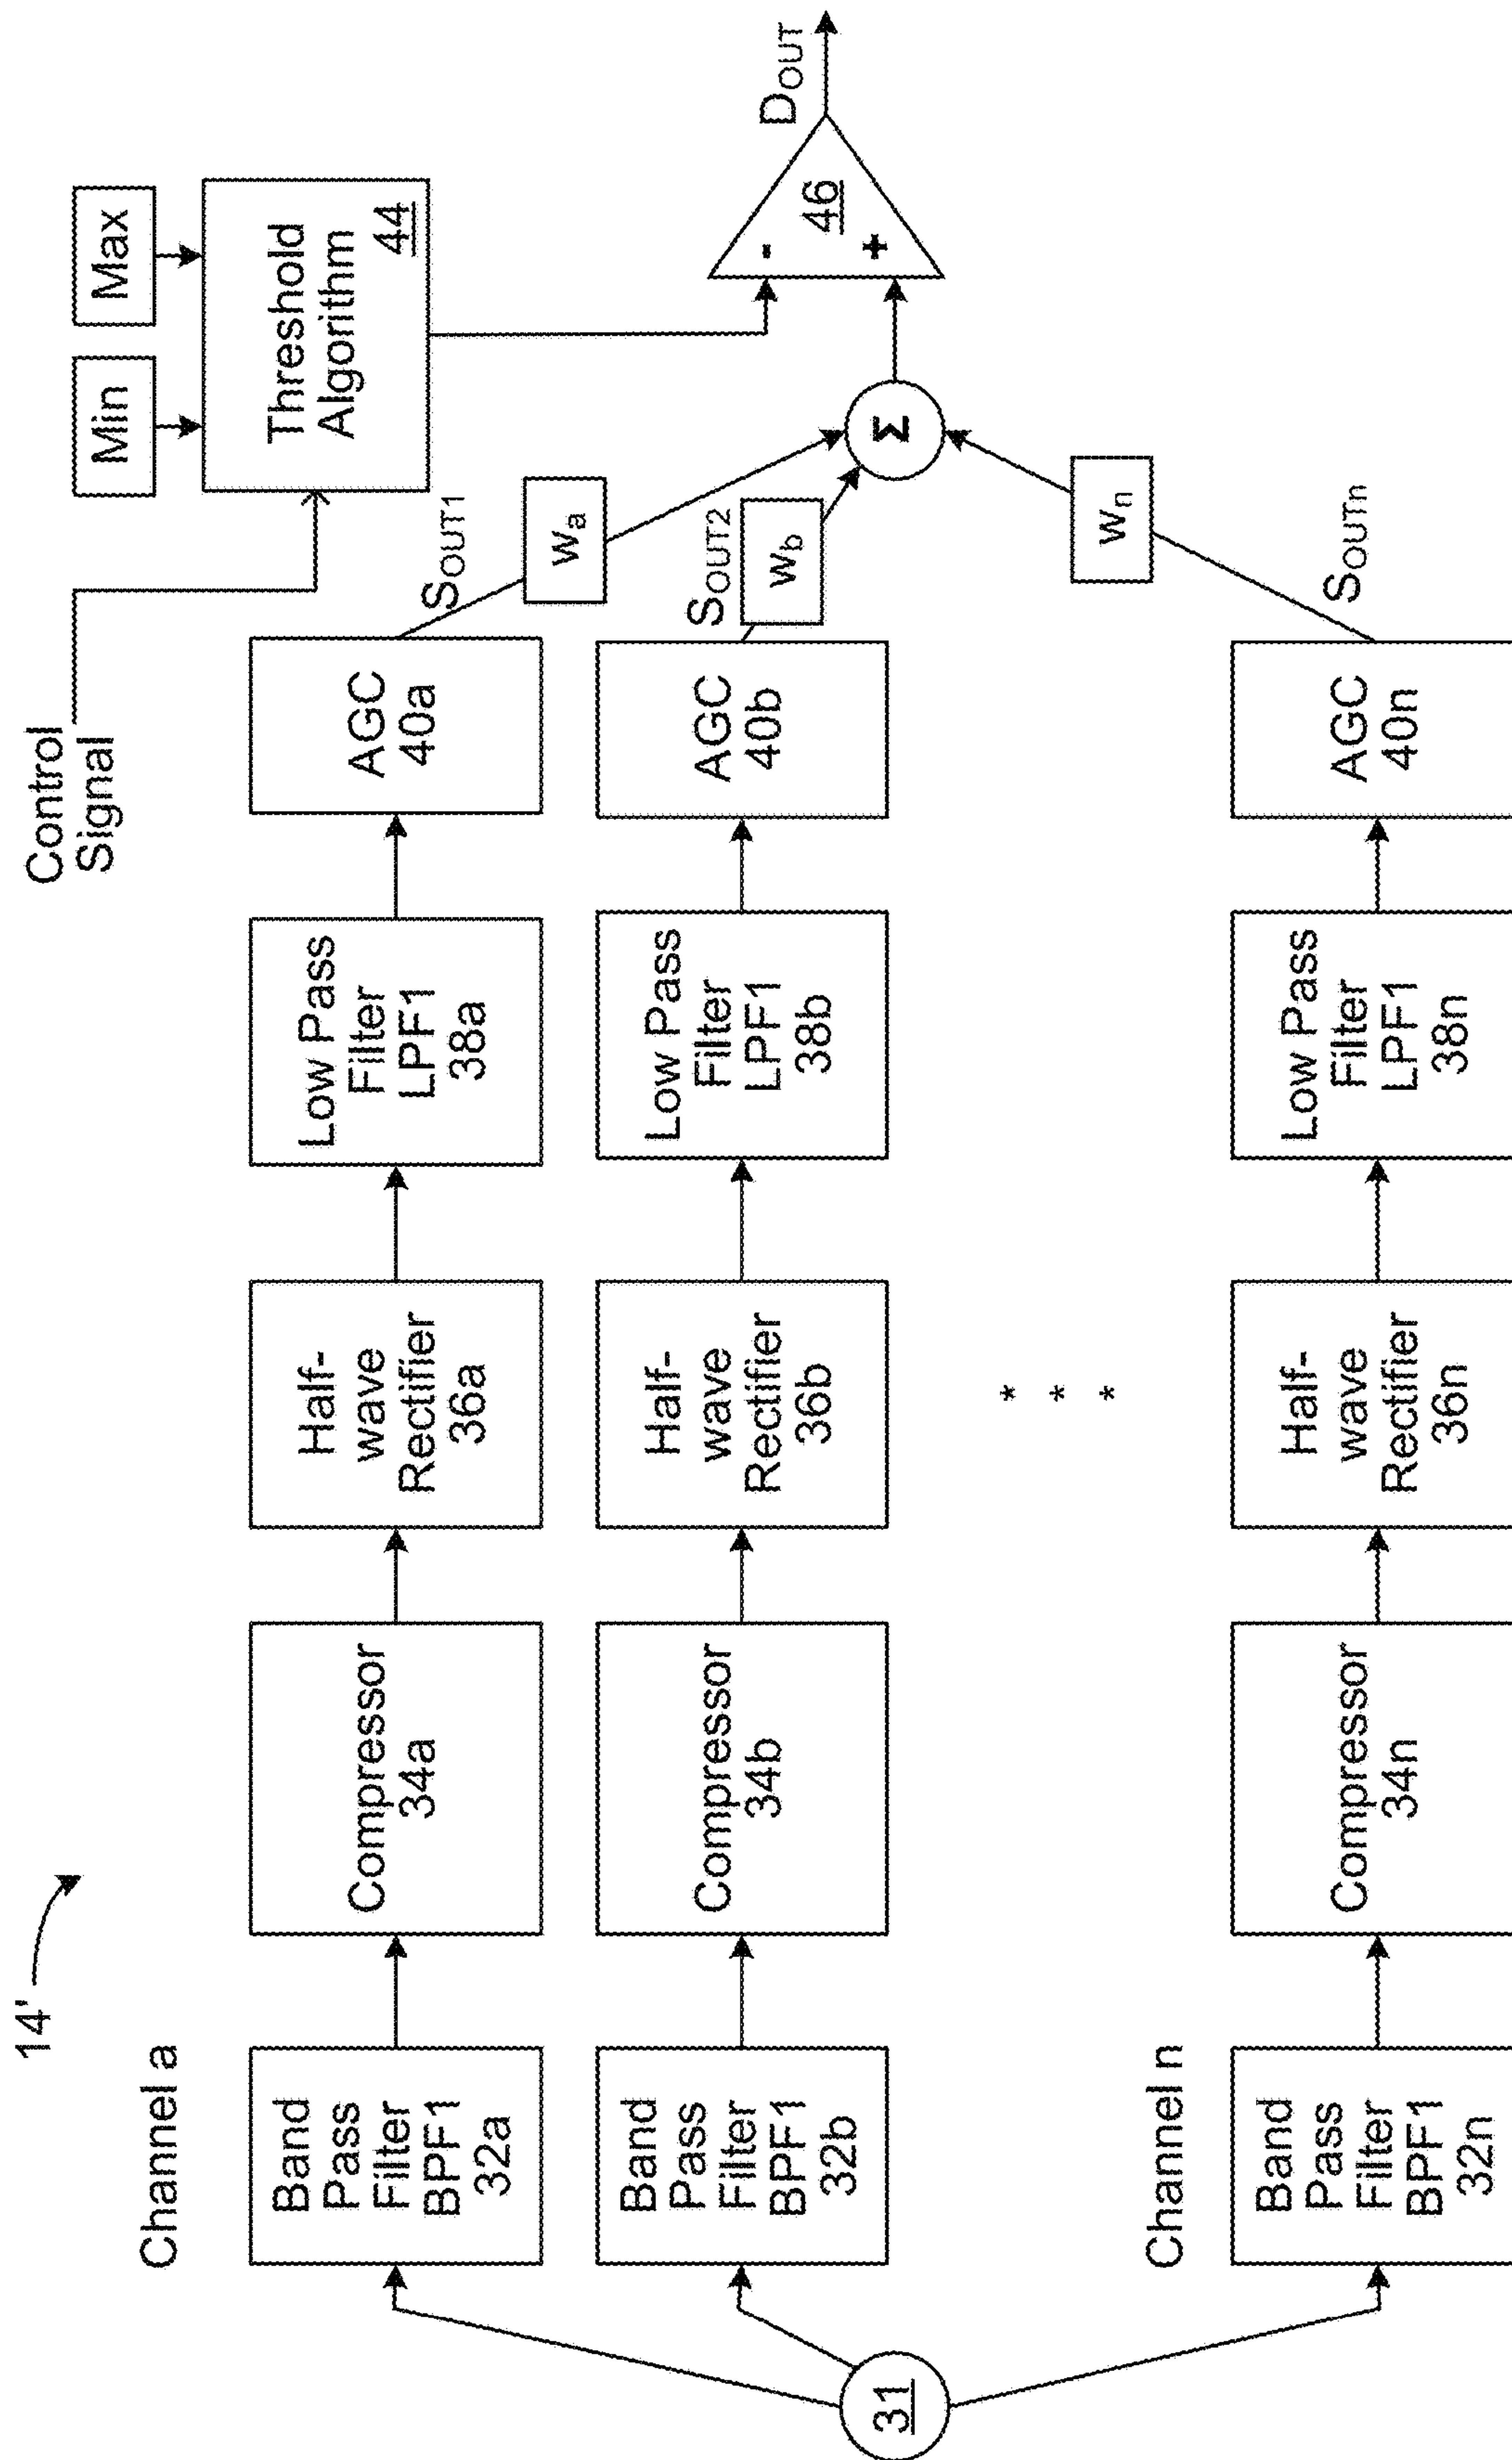 14'
Control
Signal
Min
Max
Threshold
Algorithm
44
Channel a
Band
Pass
Filter
BPF1
32a
Compressor
34a
Half-
wave
Rectifier
36a
Low Pass
Filter
LPF1
38a
AGC
40a
SOUT1
wa
Band
Pass
Filter
BPF1
32b
Compressor
34b
Half-
wave
Rectifier
36b
Low Pass
Filter
LPF1
38b
AGC
40b
SOUT2
wb
31
Σ
-
+
46
DOUT
*
*
*
Channel n
Band
Pass
Filter
BPF1
32n
Compressor
34n
Half-
wave
Rectifier
36n
Low Pass
Filter
LPF1
38n
AGC
40n
SOUTn
wn